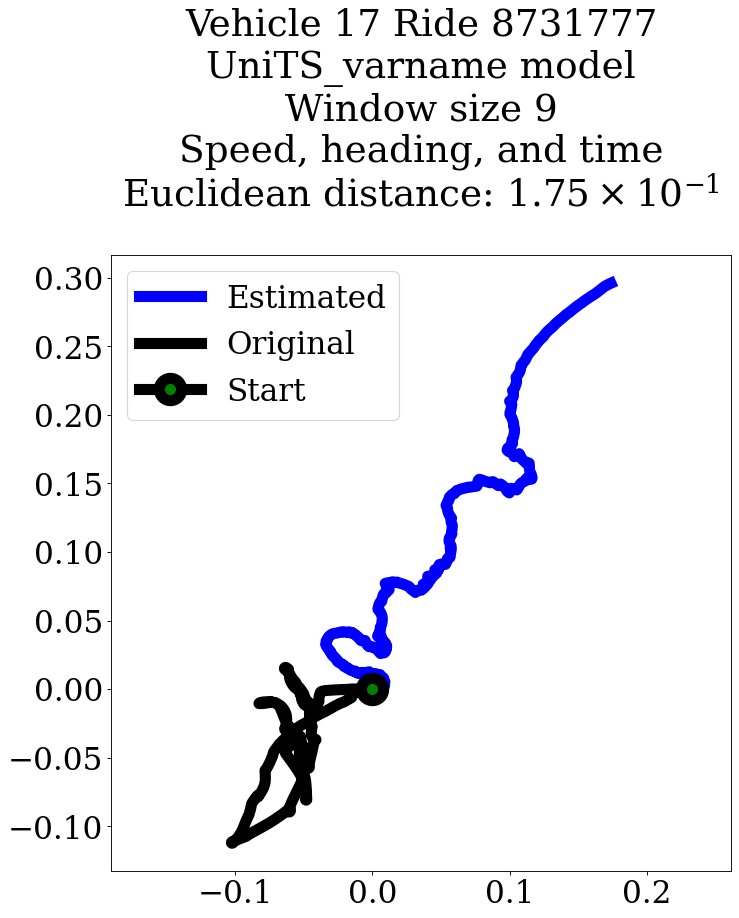 Vehicle 17 Ride 8731777
UniTS_varname model
Window size 9
Speed, heading, and time
Euclidean distance: 1.75 × 10⁻¹
Estimated
Original
Start
0.30
0.25
0.20
0.15
0.10
0.05
0.00
−0.05
−0.10
−0.1 0.0 0.1 0.2